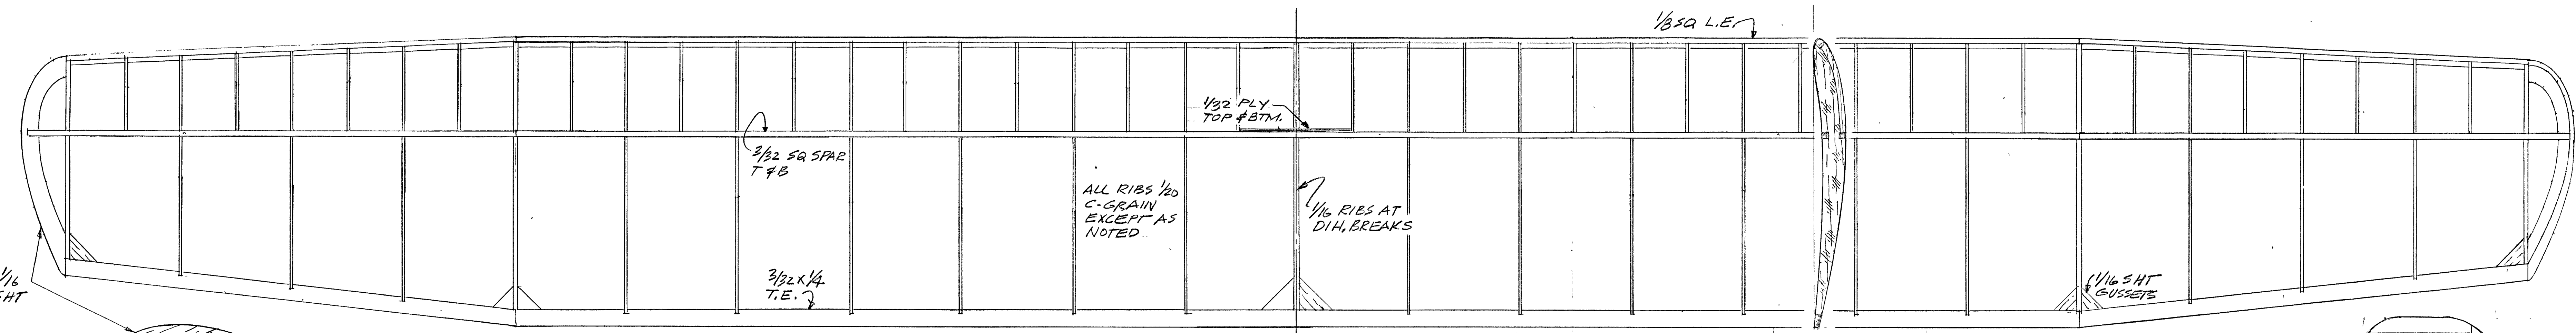 1/8 SQ L.E.
1/32 PLY
TOP & BTM.
3/32 SQ SPAR
T & B
ALL RIBS 1/20
C-GRAIN
EXCEPT AS
NOTED
1/16 RIBS AT
DIH, BREAKS
3/32 X 1/4
T.E.
1/16 SHT
GUSSETS
1/16
SHT